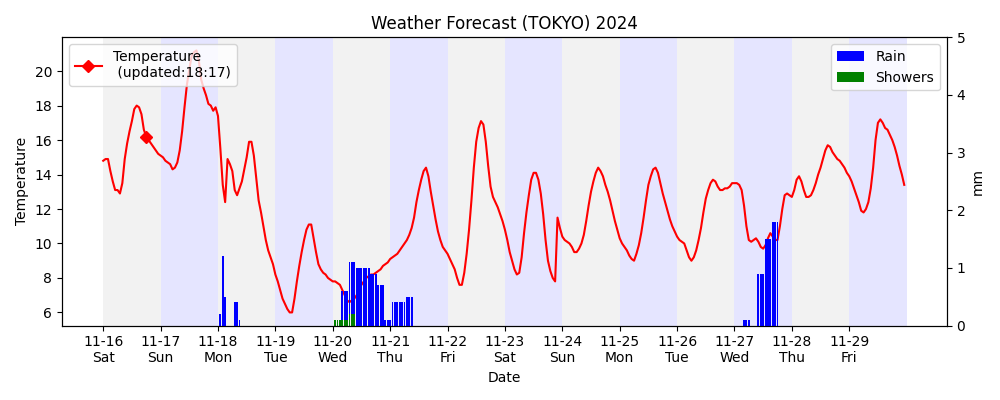 Weather Forecast (TOKYO) 2024
Temperature
(updated:18:17)
Rain
Showers
Temperature
20
18
16
14
12
10
8
6
5
4
3
2
1
0
mm
11-16 11-17 11-18 11-19 11-20 11-21 11-22 11-23 11-24 11-25 11-26 11-27 11-28 11-29
Sat Sun Mon Tue Wed Thu Fri Sat Sun Mon Tue Wed Thu Fri
Date